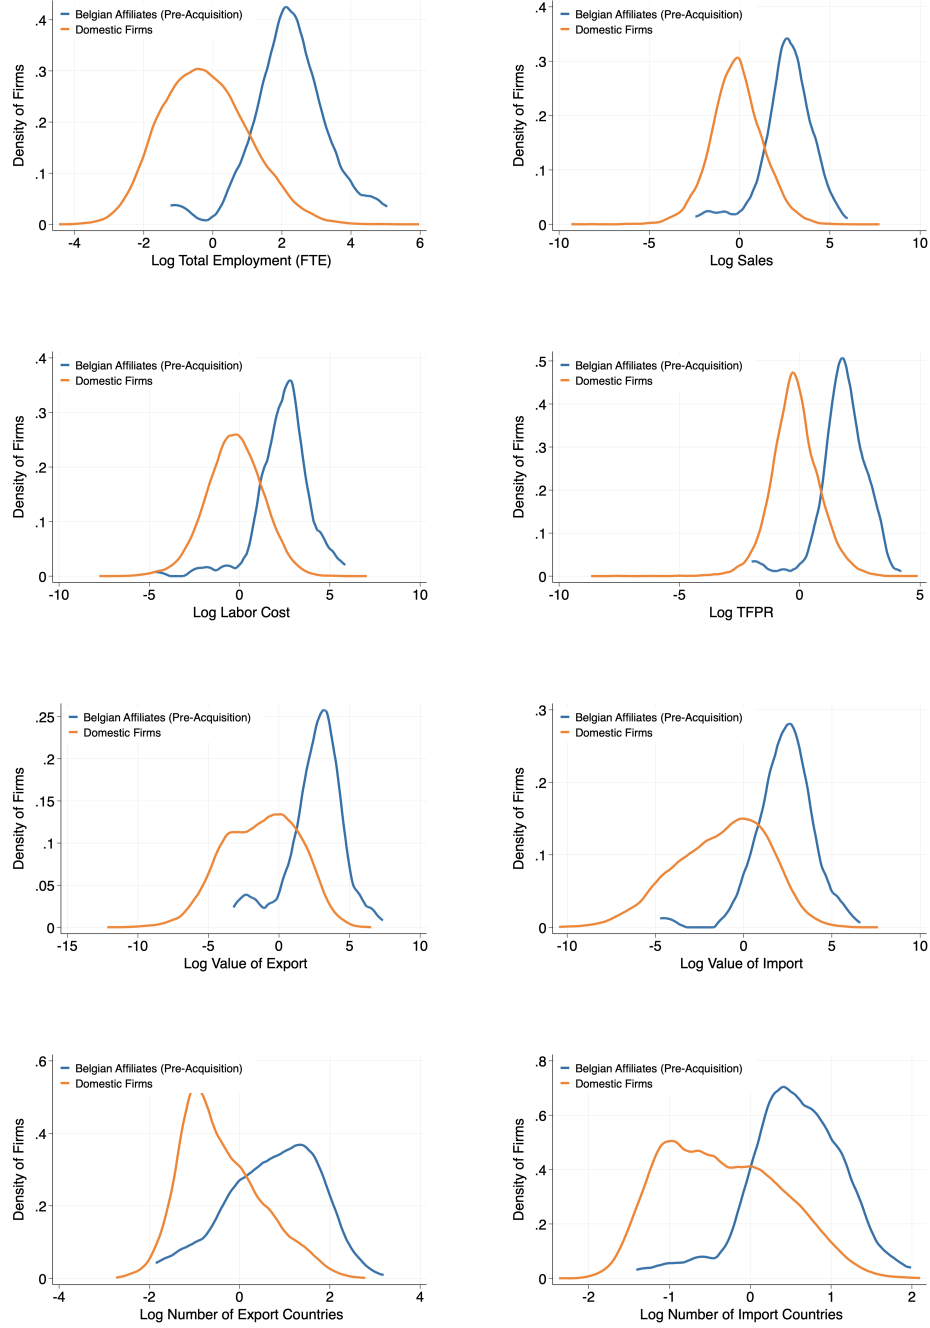 Belgian Affiliates (Pre-Acquisition)
Domestic Firms
Density of Firms
.4
.3
.2
.1
0
-4 -2 0 2 4 6
Log Total Employment (FTE)
Belgian Affiliates (Pre-Acquisition)
Domestic Firms
Density of Firms
.4
.3
.2
.1
0
-10 -5 0 5 10
Log Sales
Belgian Affiliates (Pre-Acquisition)
Domestic Firms
Density of Firms
.4
.3
.2
.1
0
-10 -5 0 5 10
Log Labor Cost
Belgian Affiliates (Pre-Acquisition)
Domestic Firms
Density of Firms
.5
.4
.3
.2
.1
0
-10 -5 0 5
Log TFPR
Belgian Affiliates (Pre-Acquisition)
Domestic Firms
Density of Firms
.25
.2
.15
.1
.05
0
-15 -10 -5 0 5 10
Log Value of Export
Belgian Affiliates (Pre-Acquisition)
Domestic Firms
Density of Firms
.3
.2
.1
0
-10 -5 0 5 10
Log Value of Import
Belgian Affiliates (Pre-Acquisition)
Domestic Firms
Density of Firms
.6
.4
.2
0
-4 -2 0 2 4
Log Number of Export Countries
Belgian Affiliates (Pre-Acquisition)
Domestic Firms
Density of Firms
.8
.6
.4
.2
0
-2 -1 0 1 2
Log Number of Import Countries